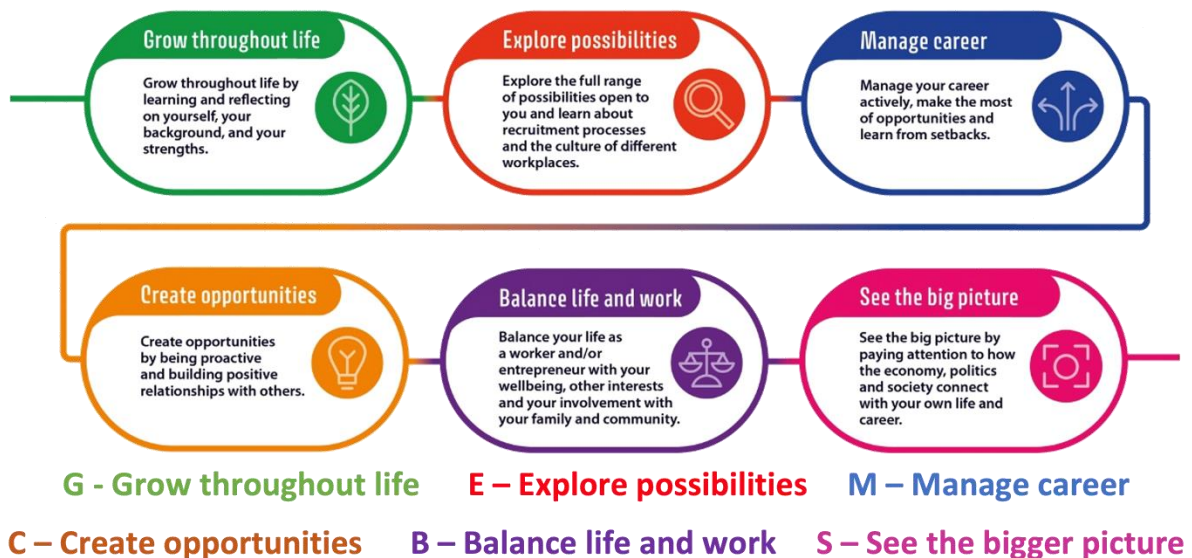 Grow throughout life
Grow throughout life by
learning and reflecting
on yourself, your
background, and your
strengths.
Explore possibilities
Explore the full range
of possibilities open to
you and learn about
recruitment processes
and the culture of different
workplaces.
Manage career
Manage your career
actively, make the most
of opportunities and
learn from setbacks.
Create opportunities
Create opportunities
by being proactive
and building positive
relationships with others.
Balance life and work
Balance your life as
a worker and/or
entrepreneur with your
wellbeing, other interests
and your involvement with
your family and community.
See the big picture
See the big picture by
paying attention to how
the economy, politics
and society connect
with your own life and
career.
G - Grow throughout life E – Explore possibilities M – Manage career
C – Create opportunities B – Balance life and work S – See the bigger picture